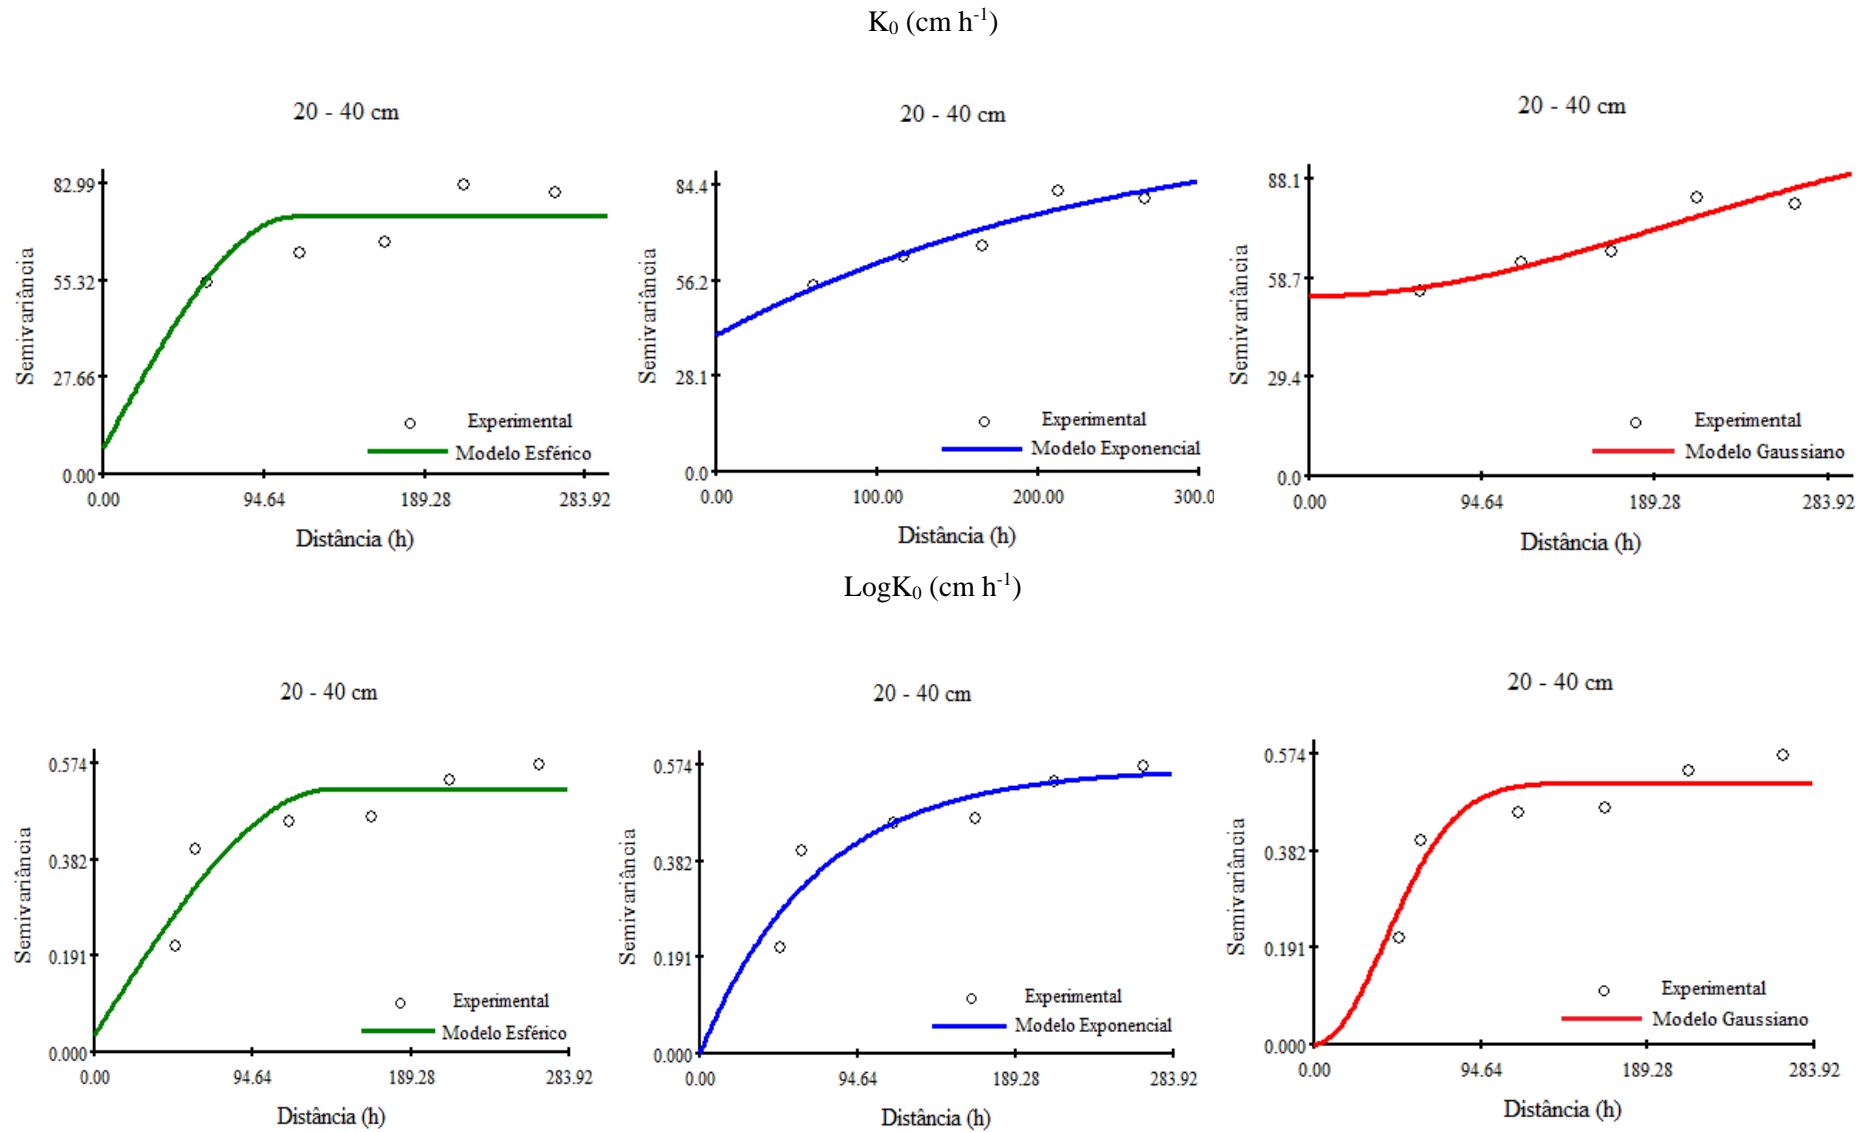 K₀ (cm h⁻¹)
20 - 40 cm
82.99
55.32
27.66
0.00
0.00 94.64 189.28 283.92
Semivariância
Distância (h)
Experimental
Modelo Esférico
20 - 40 cm
84.4
56.2
28.1
0.0
0.00 100.00 200.00 300.0
Semivariância
Distância (h)
Experimental
Modelo Exponencial
20 - 40 cm
88.1
58.7
29.4
0.0
0.00 94.64 189.28 283.92
Semivariância
Distância (h)
Experimental
Modelo Gaussiano
LogK₀ (cm h⁻¹)
20 - 40 cm
0.574
0.382
0.191
0.000
0.00 94.64 189.28 283.92
Semivariância
Distância (h)
Experimental
Modelo Esférico
20 - 40 cm
0.574
0.382
0.191
0.000
0.00 94.64 189.28 283.92
Semivariância
Distância (h)
Experimental
Modelo Exponencial
20 - 40 cm
0.574
0.382
0.191
0.000
0.00 94.64 189.28 283.92
Semivariância
Distância (h)
Experimental
Modelo Gaussiano